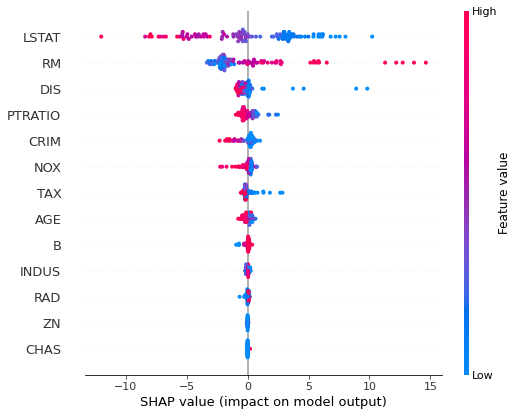 High
LSTAT
RM
DIS
PTRATIO
CRIM
NOX
TAX
AGE
B
INDUS
RAD
ZN
CHAS
Feature value
Low
−10 −5 0 5 10 15
SHAP value (impact on model output)